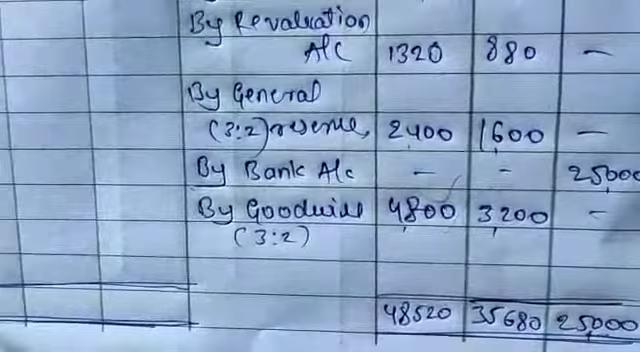 By Revaluation
A/c 1320 880 —
By General
(3:2) reserve, 2400 1600 —
By Bank A/c - - 25000
By Goodwill 4800 3200 -
(3:2)
48520 35680 25000